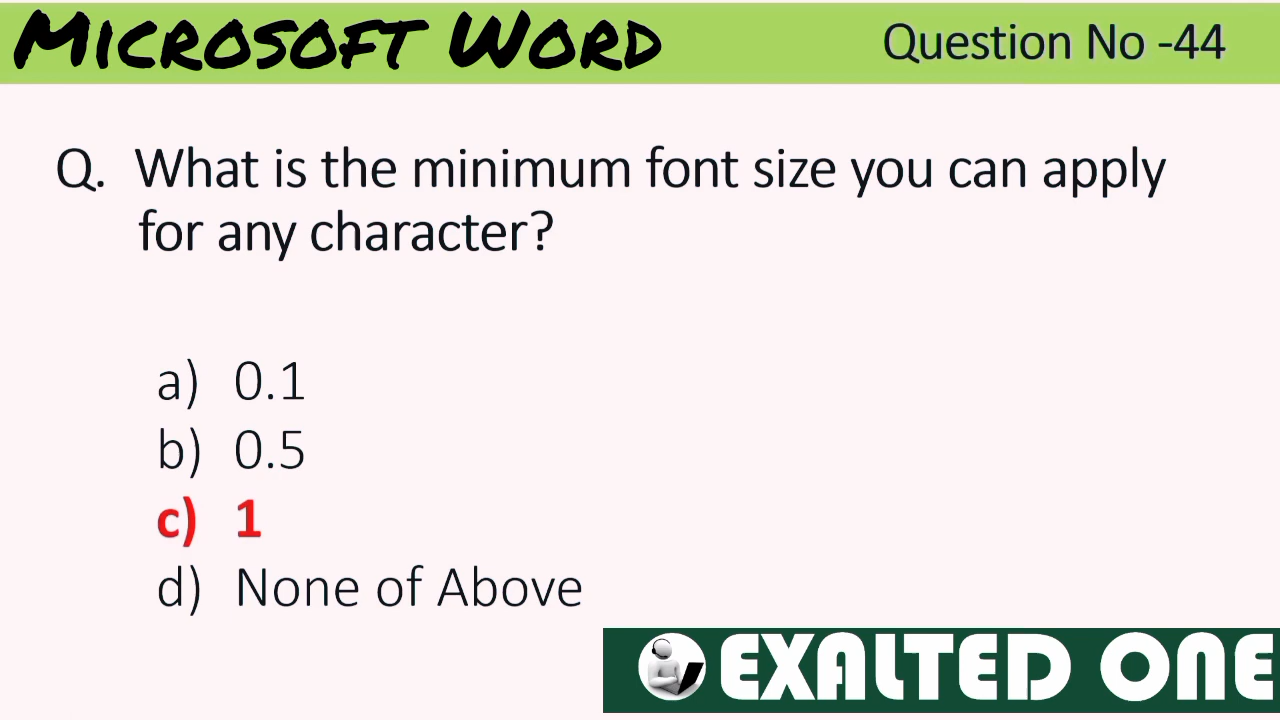 Microsoft Word
Question No -44
Q. What is the minimum font size you can apply
for any character?
a) 0.1
b) 0.5
c) 1
d) None of Above
EXALTED ONE